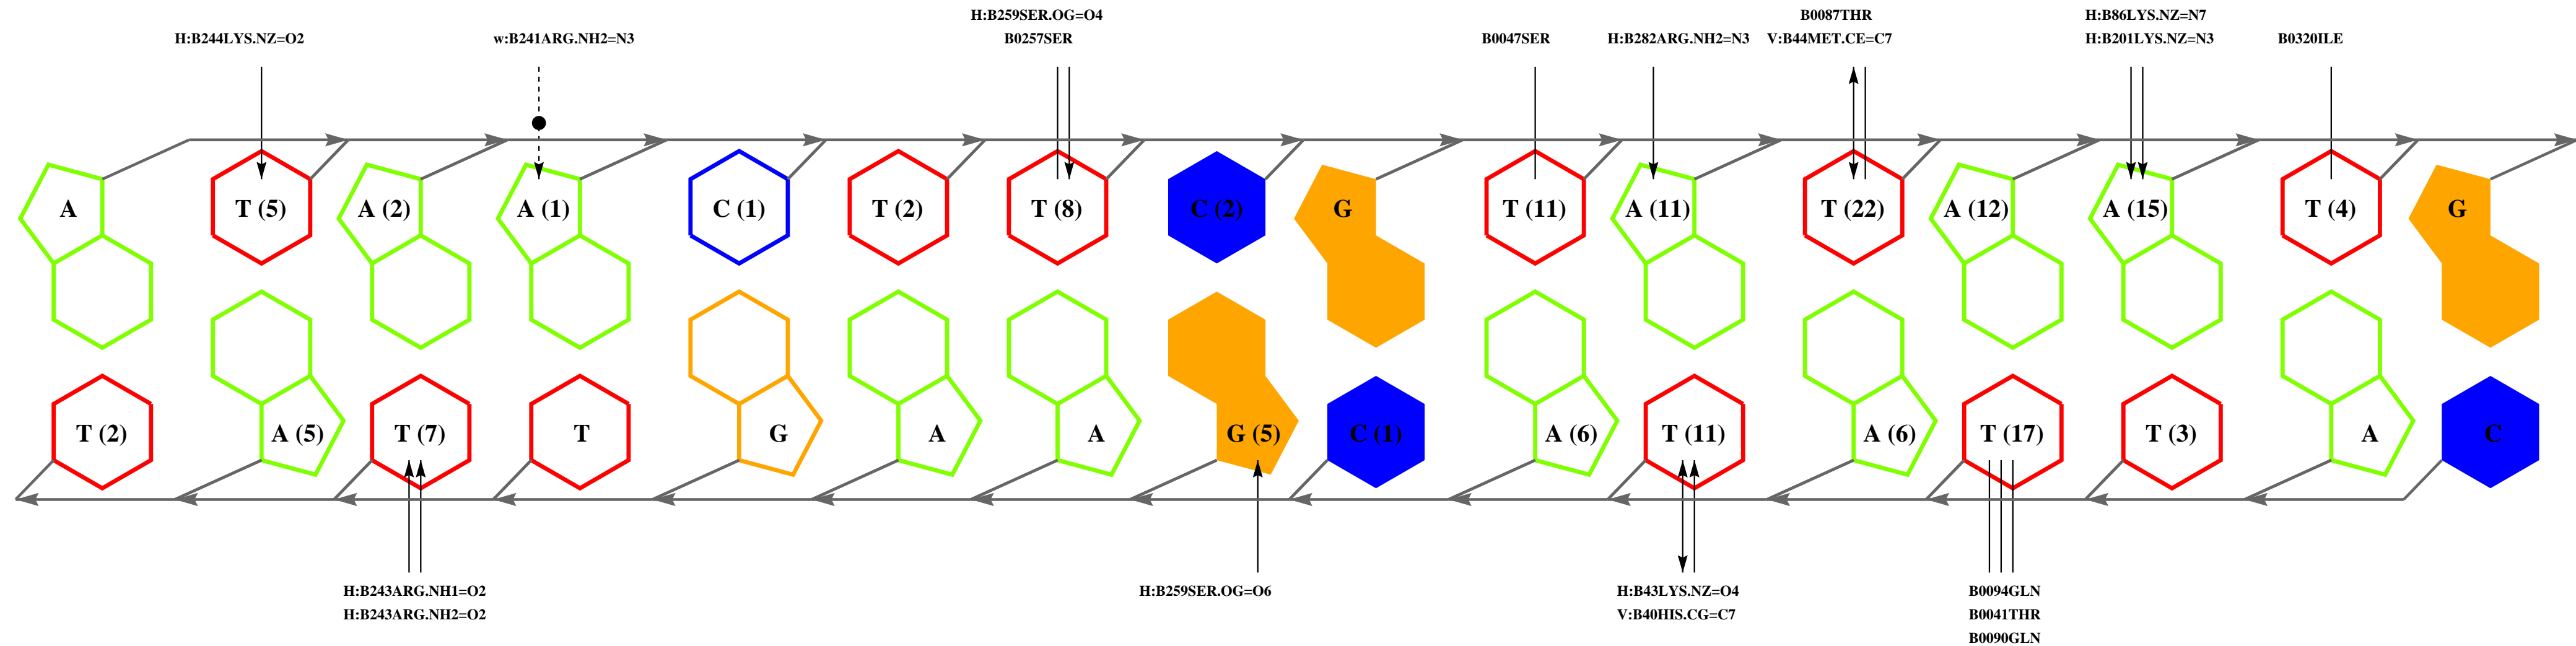 H:B259SER.OG=O4 B0087THR H:B86LYS.NZ=N7
H:B244LYS.NZ=O2 w:B241ARG.NH2=N3 B0257SER B0047SER H:B282ARG.NH2=N3 V:B44MET.CE=C7 H:B201LYS.NZ=N3 B0320ILE
A T (5) A (2) A (1) C (1) T (2) T (8) C (2) G T (11) A (11) T (22) A (12) A (15) T (4) G
T (2) A (5) T (7) T G A A G (5) C (1) A (6) T (11) A (6) T (17) T (3) A C
H:B243ARG.NH1=O2 H:B259SER.OG=O6 H:B43LYS.NZ=O4 B0094GLN
H:B243ARG.NH2=O2 V:B40HIS.CG=C7 B0041THR
B0090GLN